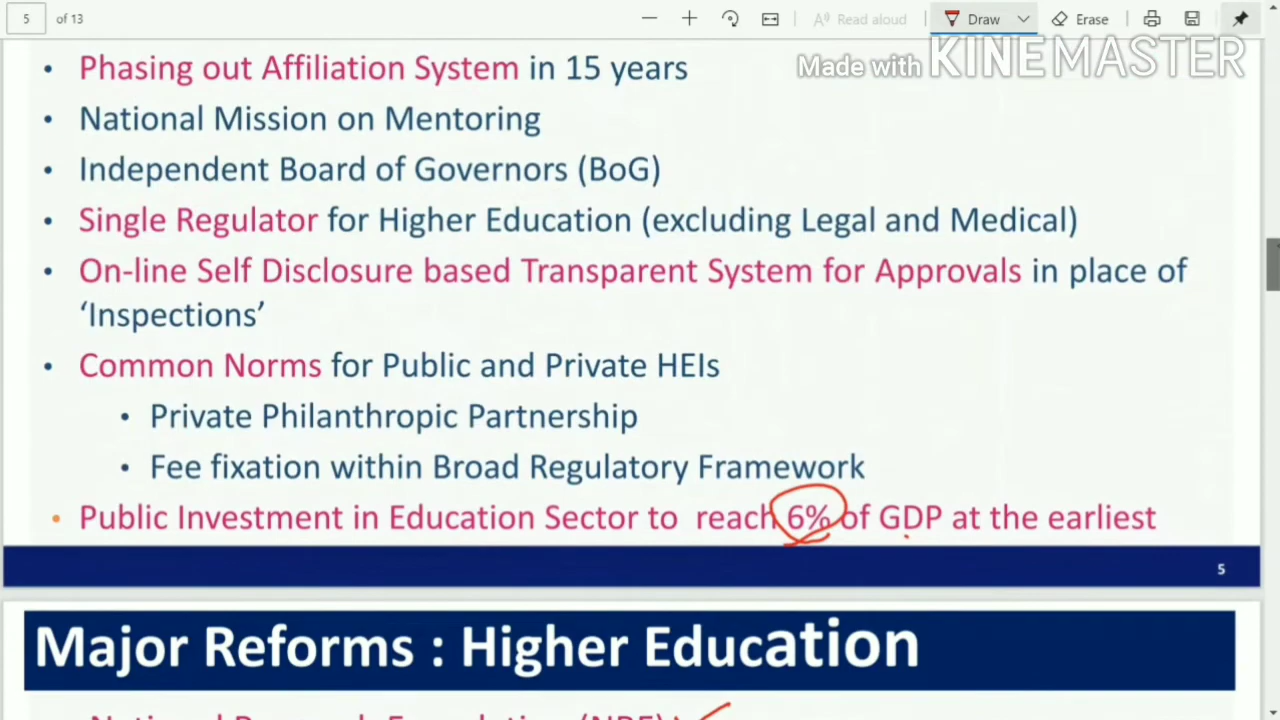 5 of 13 Read aloud Draw Erase
Made with KINEMASTER
• Phasing out Affiliation System in 15 years
• National Mission on Mentoring
• Independent Board of Governors (BoG)
• Single Regulator for Higher Education (excluding Legal and Medical)
• On-line Self Disclosure based Transparent System for Approvals in place of
‘Inspections’
• Common Norms for Public and Private HEIs
• Private Philanthropic Partnership
• Fee fixation within Broad Regulatory Framework
• Public Investment in Education Sector to reach 6% of GDP at the earliest
5
Major Reforms : Higher Education